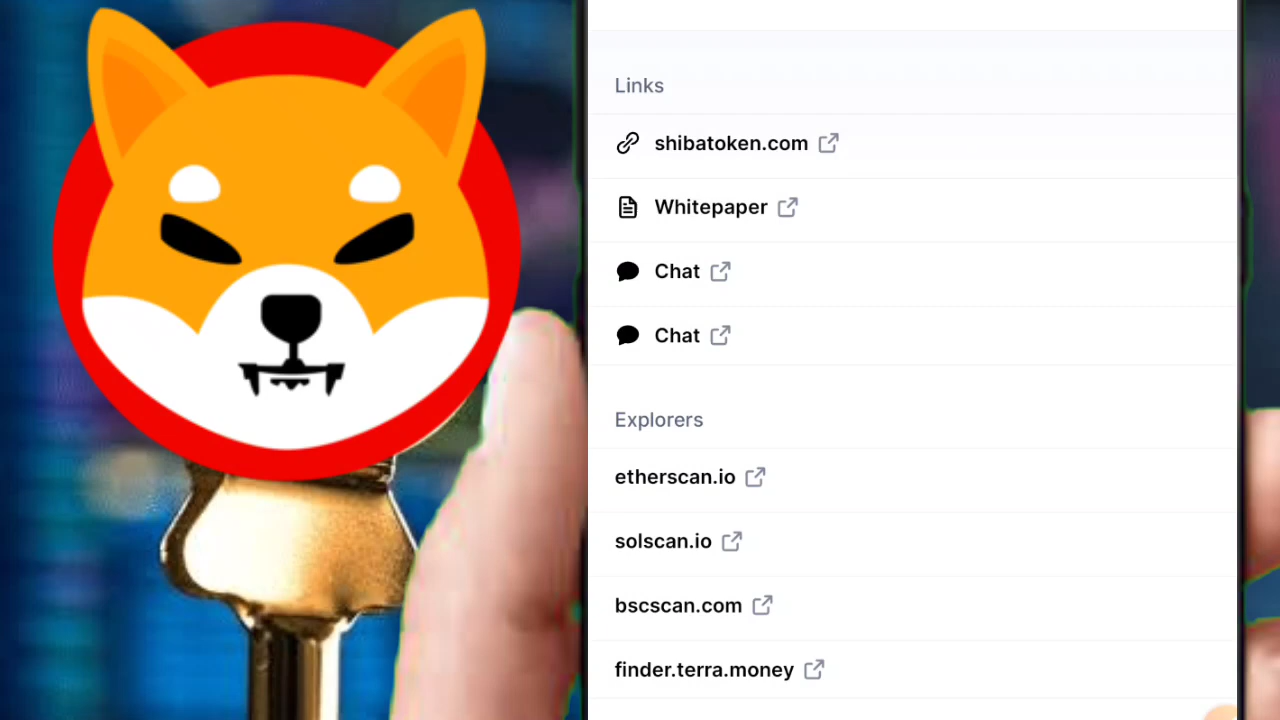 Links
shibatoken.com
Whitepaper
Chat
Chat
Explorers
etherscan.io
solscan.io
bscscan.com
finder.terra.money